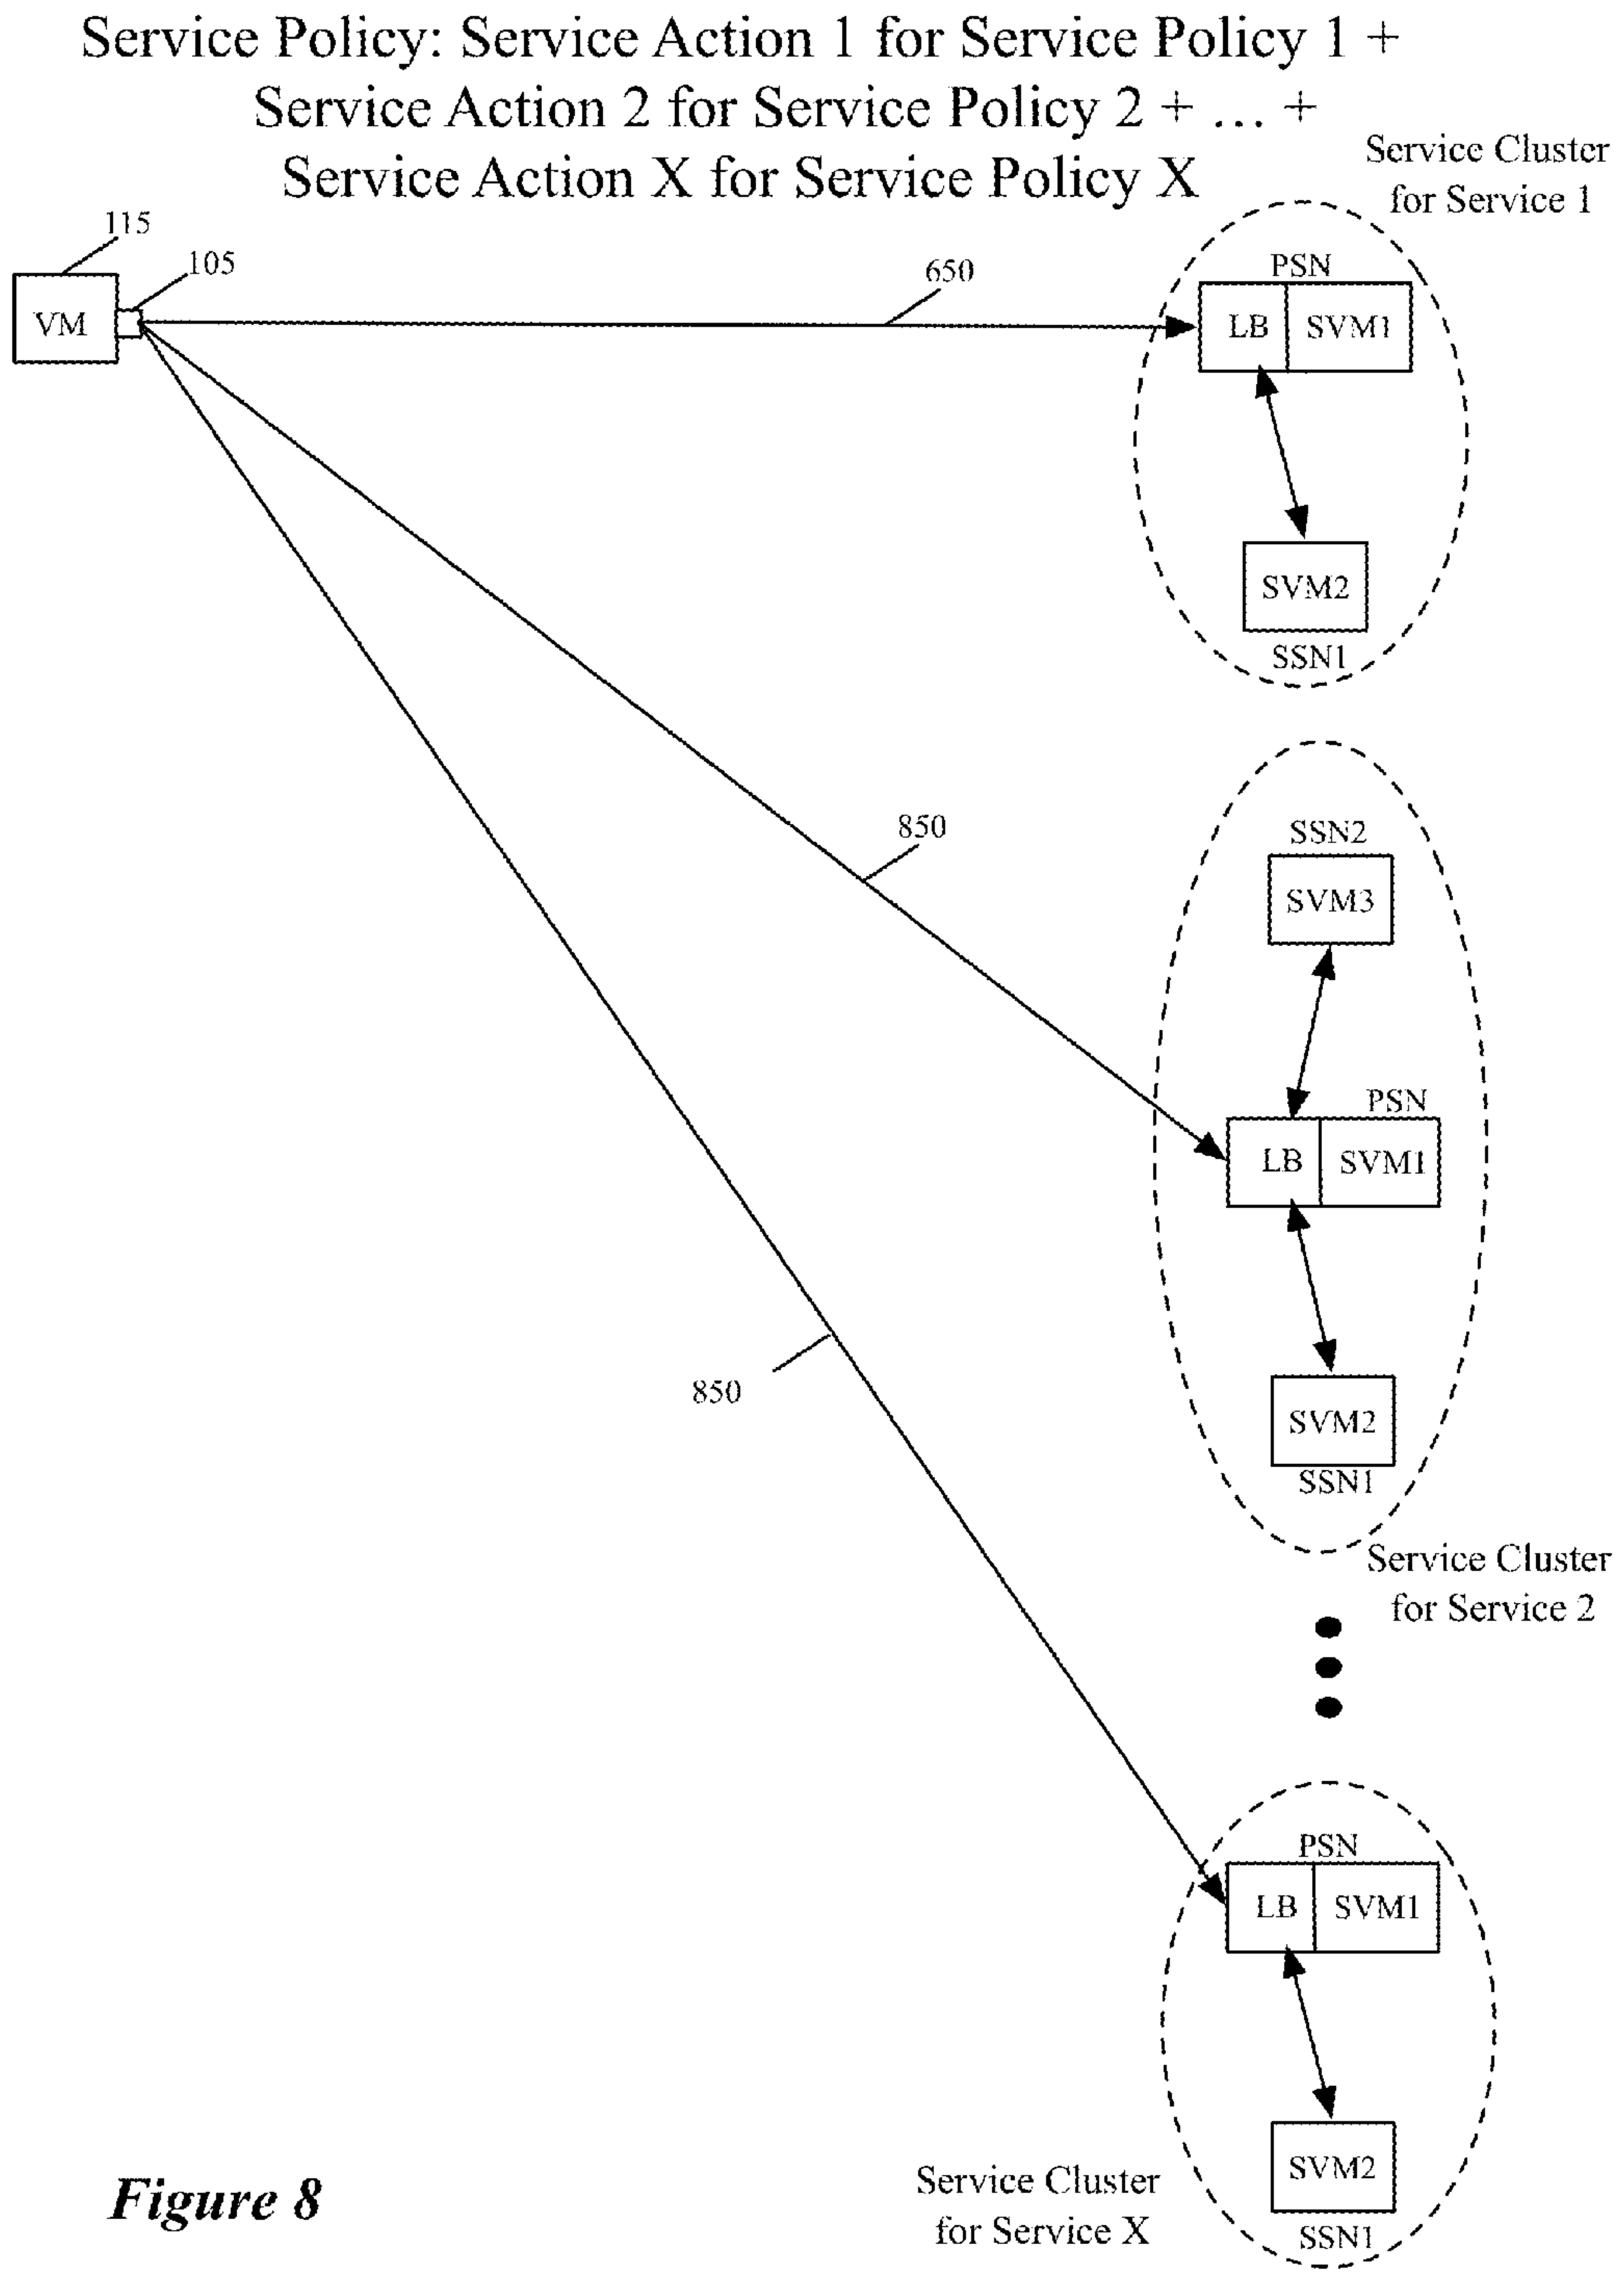 Service Policy: Service Action 1 for Service Policy 1 +
Service Action 2 for Service Policy 2 + ... +
Service Action X for Service Policy X
Service Cluster
for Service 1
115
105
VM
650
PSN
LB
SVM1
SVM2
SSN1
850
SSN2
SVM3
PSN
LB
SVM1
850
SVM2
SSN1
Service Cluster
for Service 2
PSN
LB
SVM1
SVM2
SSN1
Service Cluster
for Service X
Figure 8